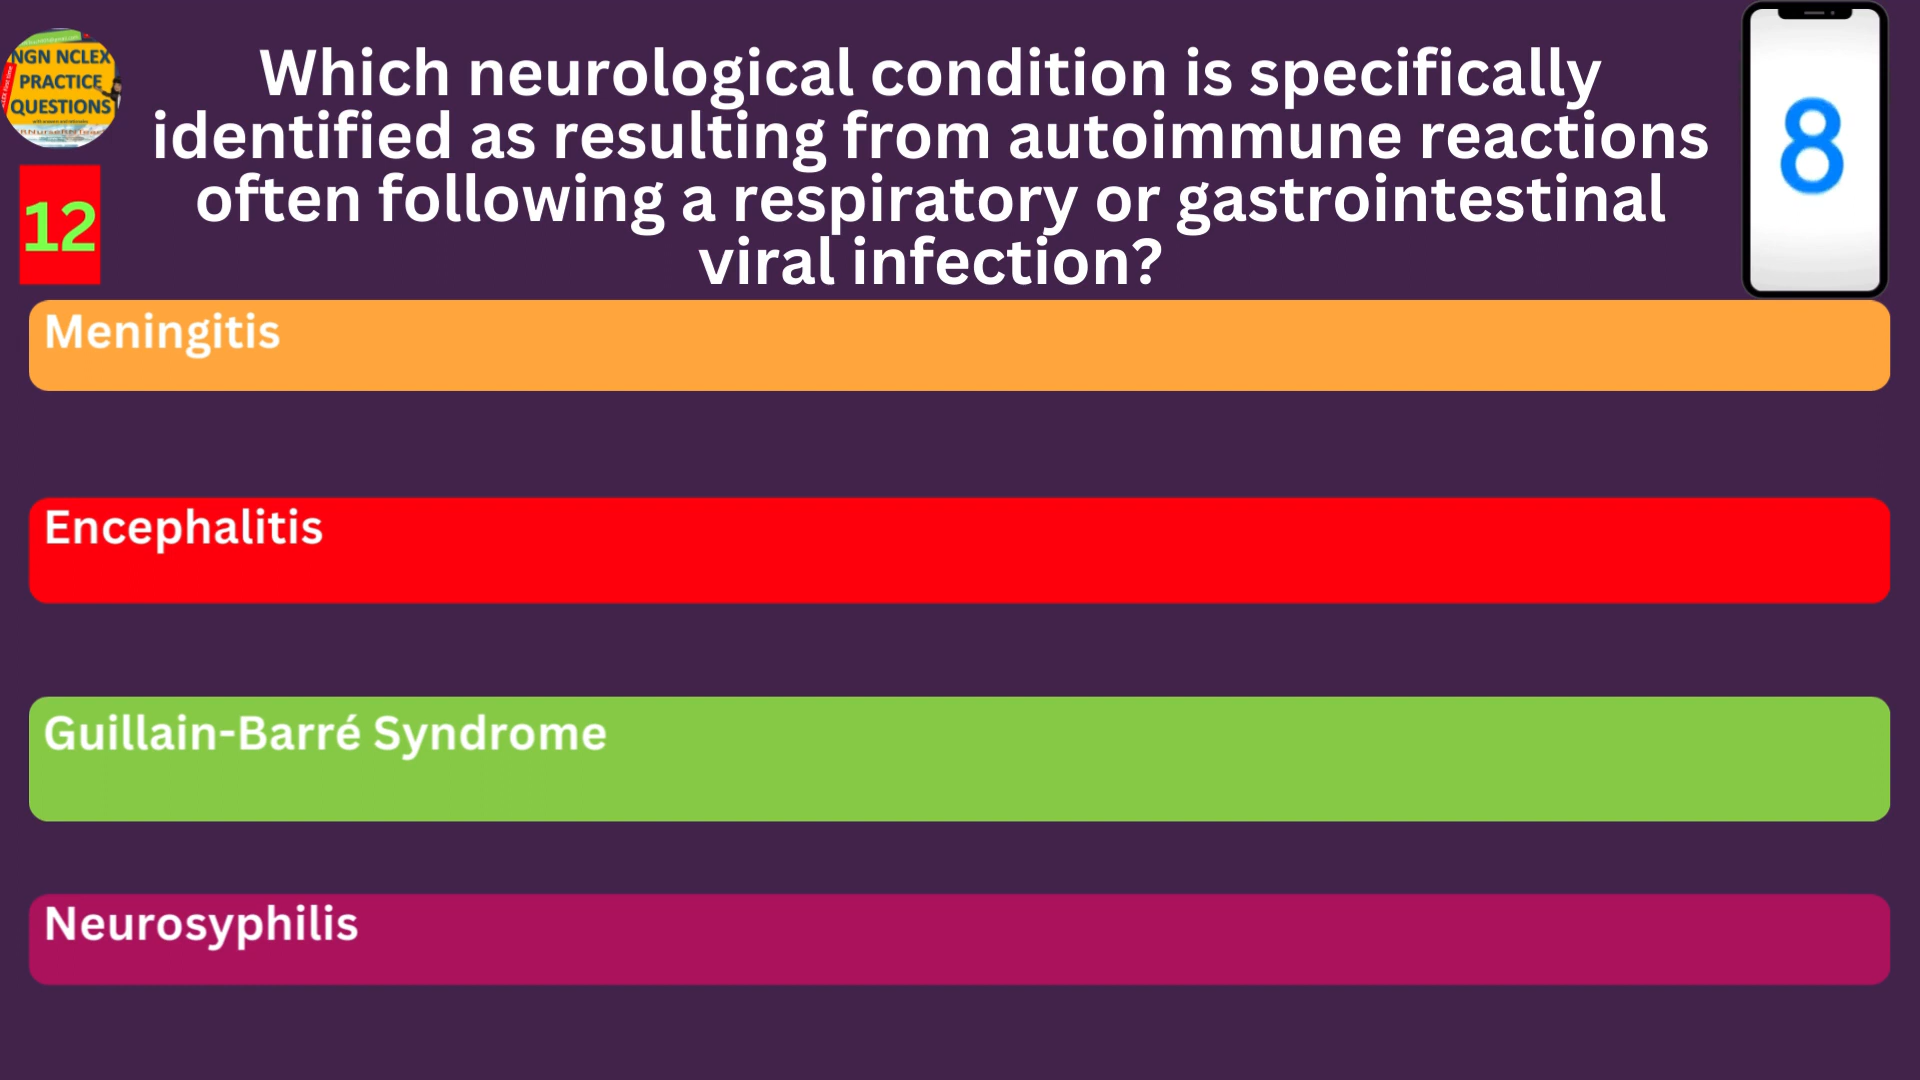 NGN NCLEX
PRACTICE
QUESTIONS
12
Which neurological condition is specifically
identified as resulting from autoimmune reactions
often following a respiratory or gastrointestinal
viral infection?
8
Meningitis
Encephalitis
Guillain-Barré Syndrome
Neurosyphilis